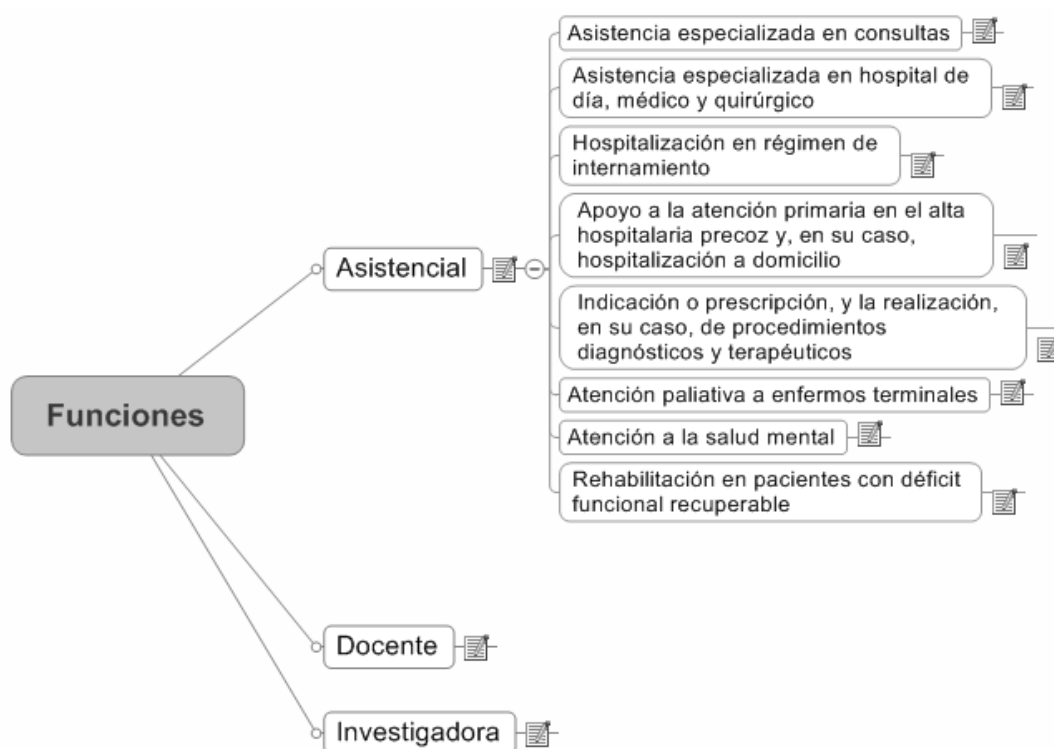 Funciones
Asistencial
Asistencia especializada en consultas
Asistencia especializada en hospital de
día, médico y quirúrgico
Hospitalización en régimen de
internamiento
Apoyo a la atención primaria en el alta
hospitalaria precoz y, en su caso,
hospitalización a domicilio
Indicación o prescripción, y la realización,
en su caso, de procedimientos
diagnósticos y terapéuticos
Atención paliativa a enfermos terminales
Atención a la salud mental
Rehabilitación en pacientes con déficit
funcional recuperable
Docente
Investigadora